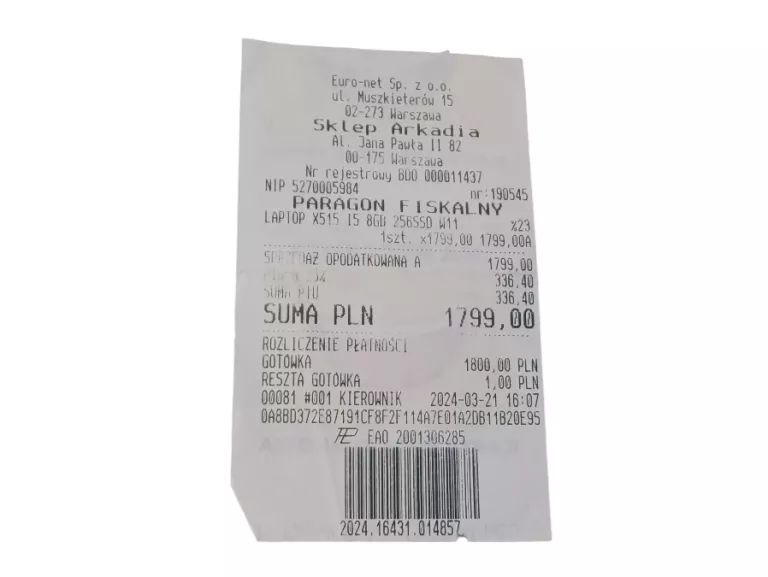 Euro-net Sp. z o.o.
ul. Muszkieterów 15
02-273 Warszawa
Sklep Arkadia
Al. Jana Pawła II 82
00-175 Warszawa
Nr rejestrowy BDO 000011437
NIP 5270005984 nr:190545
PARAGON FISKALNY
LAPTOP X515 I5 8GB 256SSD W11 %23
1szt. x1799,00 1799,00A
SPRZEDAŻ OPODATKOWANA A 1799,00
336,40
SUMA PTU 336,40
SUMA PLN 1799,00
ROZLICZENIE PŁATNOŚCI
GOTÓWKA 1800,00 PLN
RESZTA GOTÓWKA 1,00 PLN
00081 #001 KIEROWNIK 2024-03-21 16:07
0A8BD372E87191CF8F2F114A7E01A2DB11B20E95
EAO 2001306285
2024.16431.014857